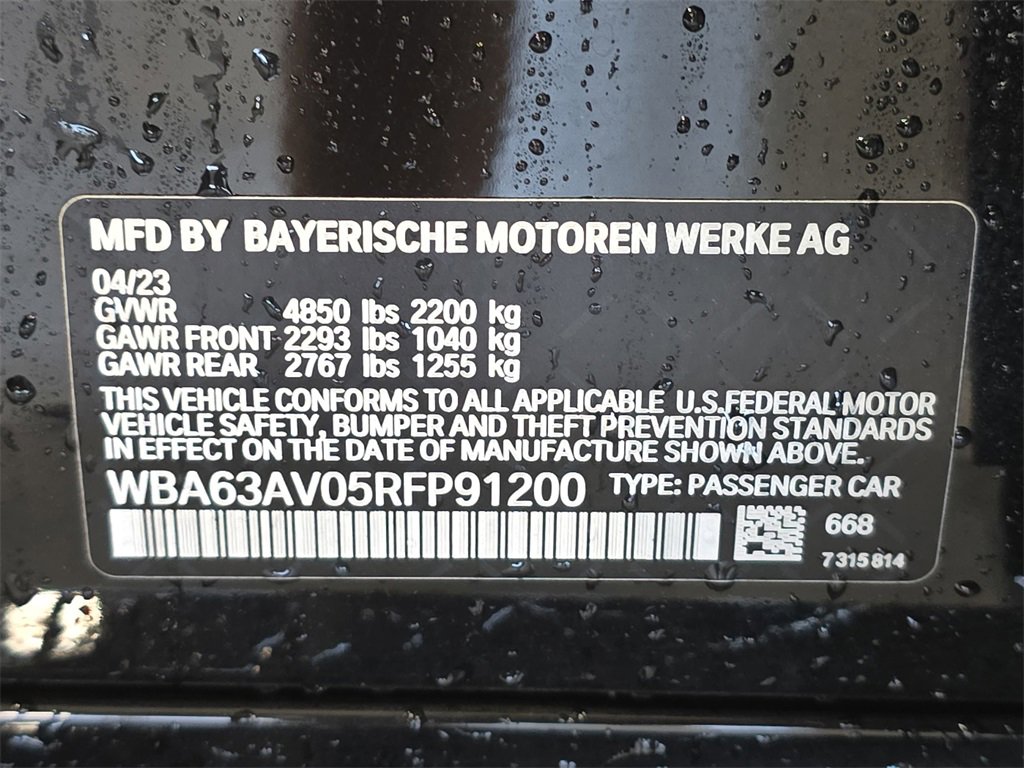 MFD BY BAYERISCHE MOTOREN WERKE AG
04/23
GVWR 4850 lbs 2200 kg
GAWR FRONT 2293 lbs 1040 kg
GAWR REAR 2767 lbs 1255 kg
THIS VEHICLE CONFORMS TO ALL APPLICABLE U.S.FEDERAL MOTOR
VEHICLE SAFETY, BUMPER AND THEFT PREVENTION STANDARDS
IN EFFECT ON THE DATE OF MANUFACTURE SHOWN ABOVE.
WBA63AV05RFP91200 TYPE: PASSENGER CAR
668
7315814